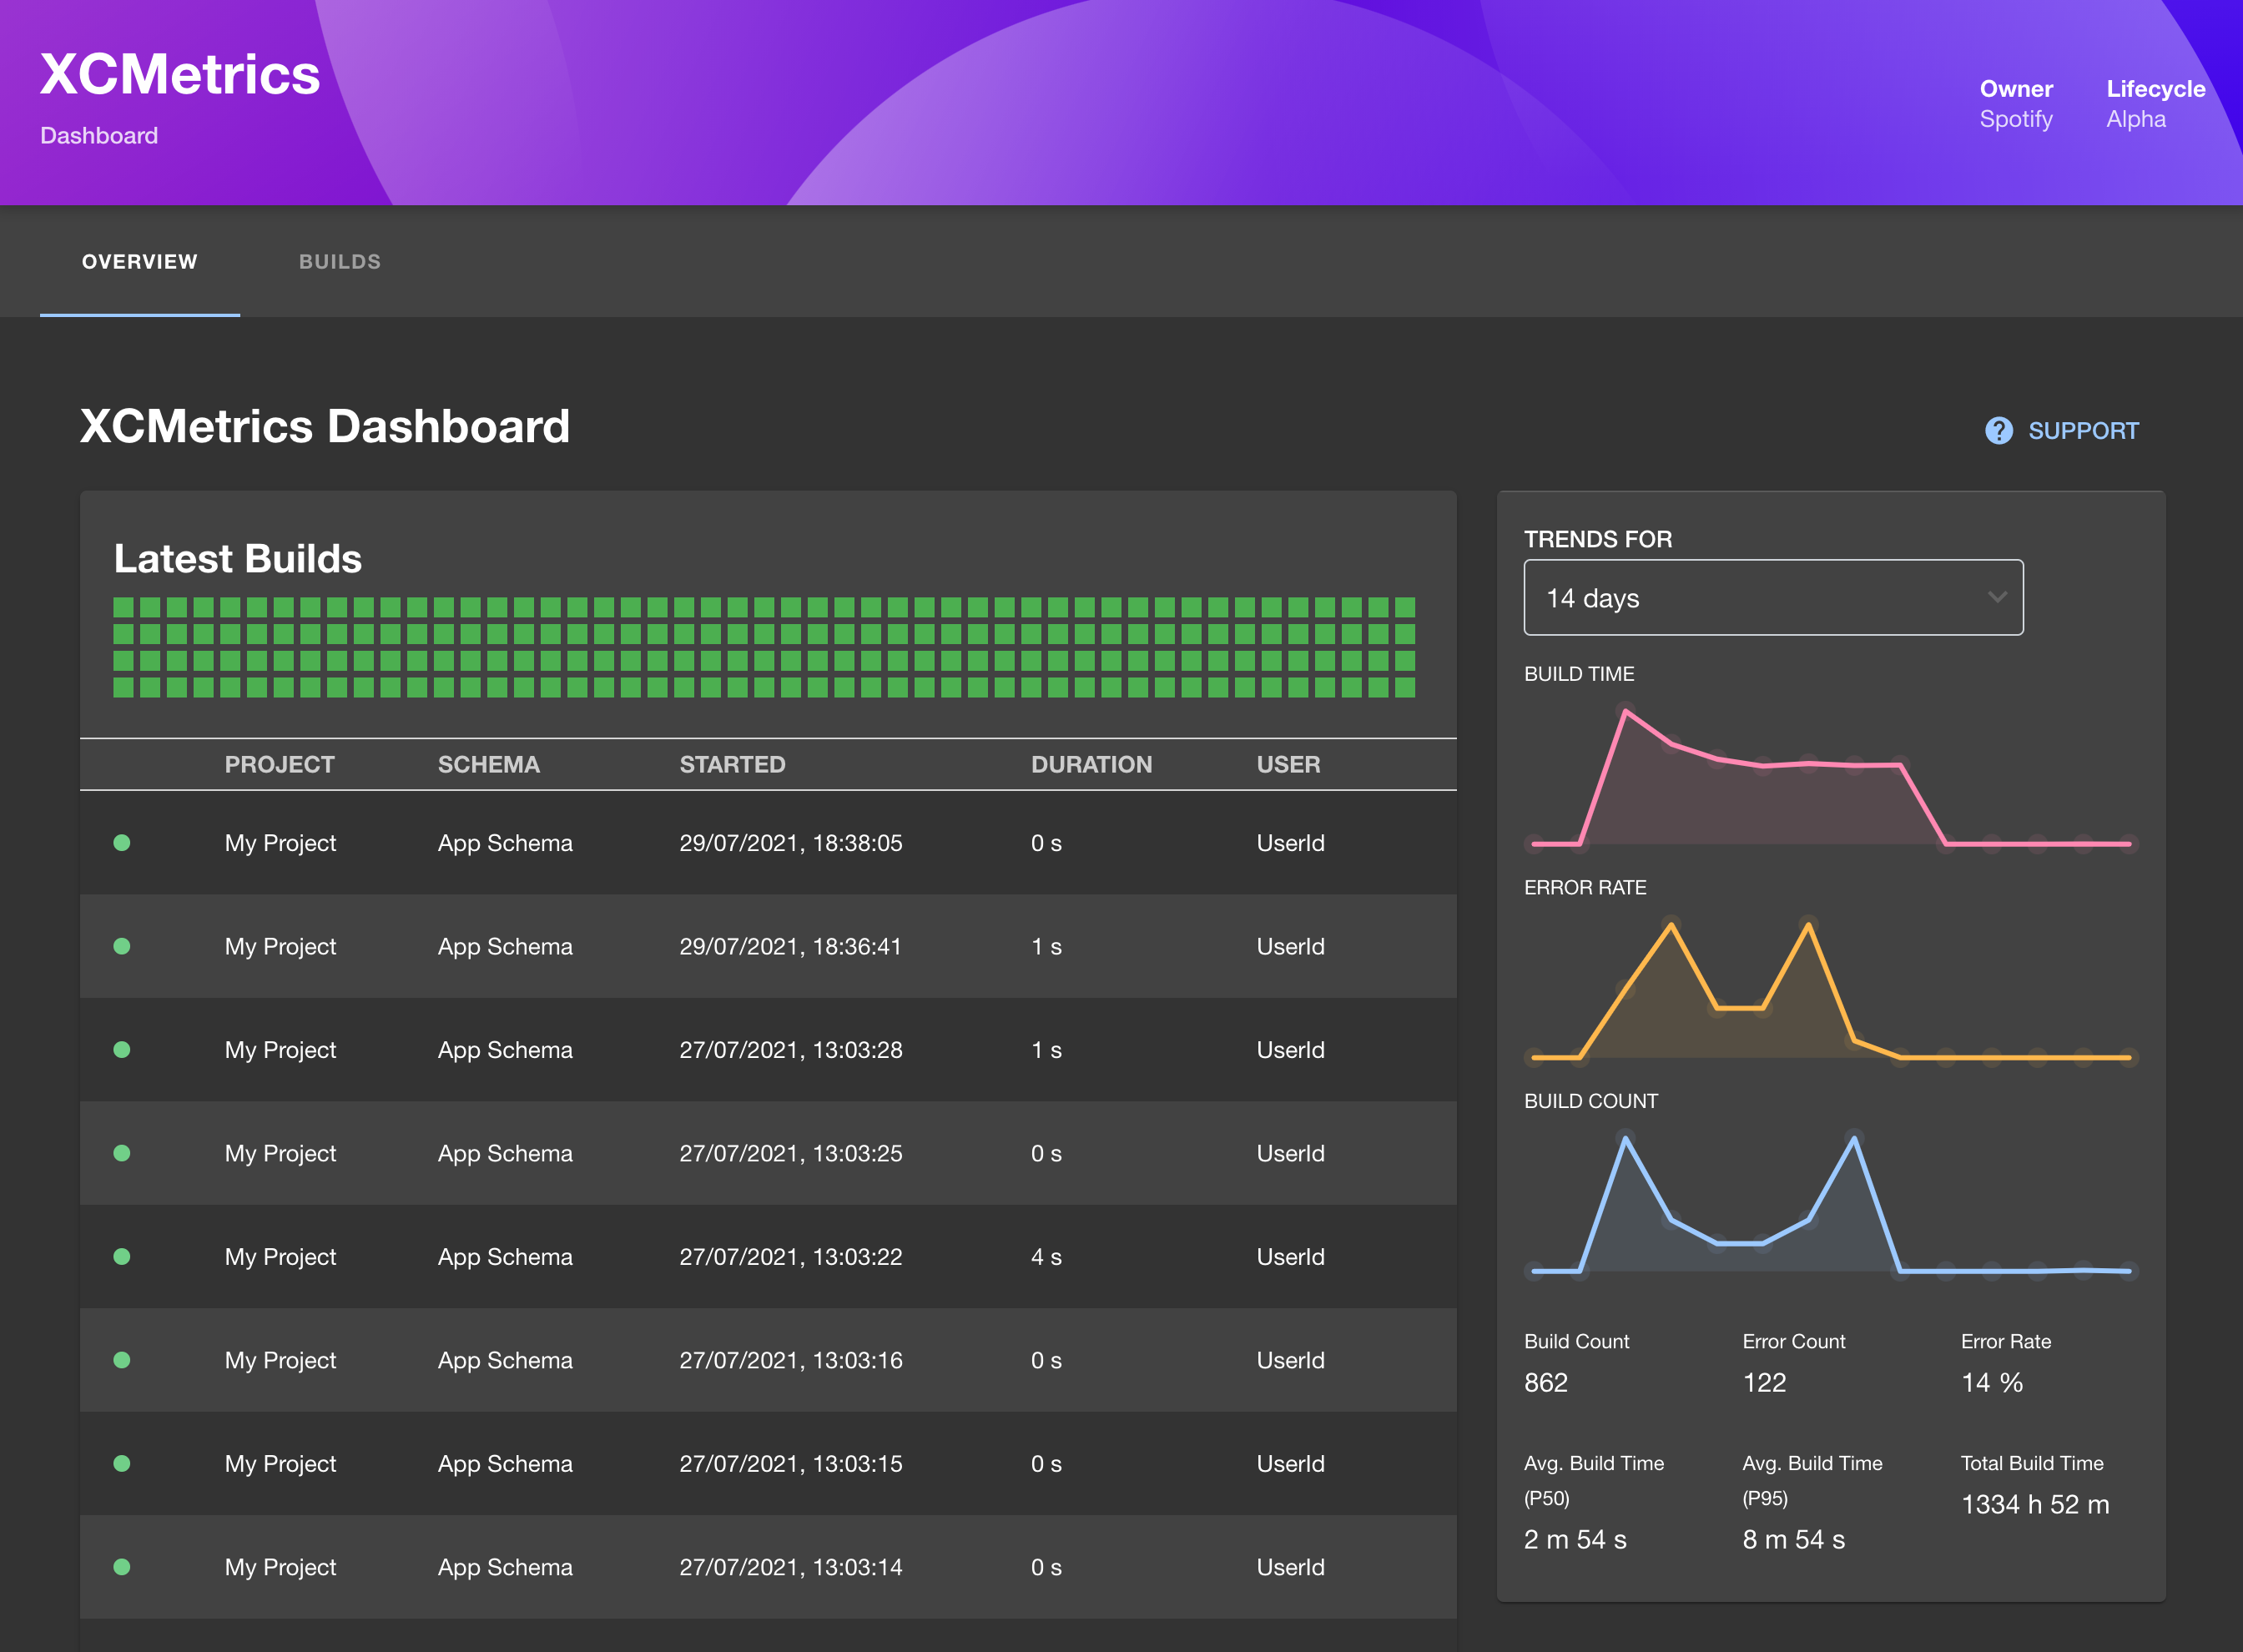 XCMetrics
Dashboard
Owner
Spotify
Lifecycle
Alpha
OVERVIEW
BUILDS
XCMetrics Dashboard
? SUPPORT
Latest Builds
PROJECT SCHEMA STARTED DURATION USER
My Project App Schema 29/07/2021, 18:38:05 0 s UserId
My Project App Schema 29/07/2021, 18:36:41 1 s UserId
My Project App Schema 27/07/2021, 13:03:28 1 s UserId
My Project App Schema 27/07/2021, 13:03:25 0 s UserId
My Project App Schema 27/07/2021, 13:03:22 4 s UserId
My Project App Schema 27/07/2021, 13:03:16 0 s UserId
My Project App Schema 27/07/2021, 13:03:15 0 s UserId
My Project App Schema 27/07/2021, 13:03:14 0 s UserId
TRENDS FOR
14 days
BUILD TIME
ERROR RATE
BUILD COUNT
Build Count
862
Error Count
122
Error Rate
14 %
Avg. Build Time
(P50)
2 m 54 s
Avg. Build Time
(P95)
8 m 54 s
Total Build Time
1334 h 52 m